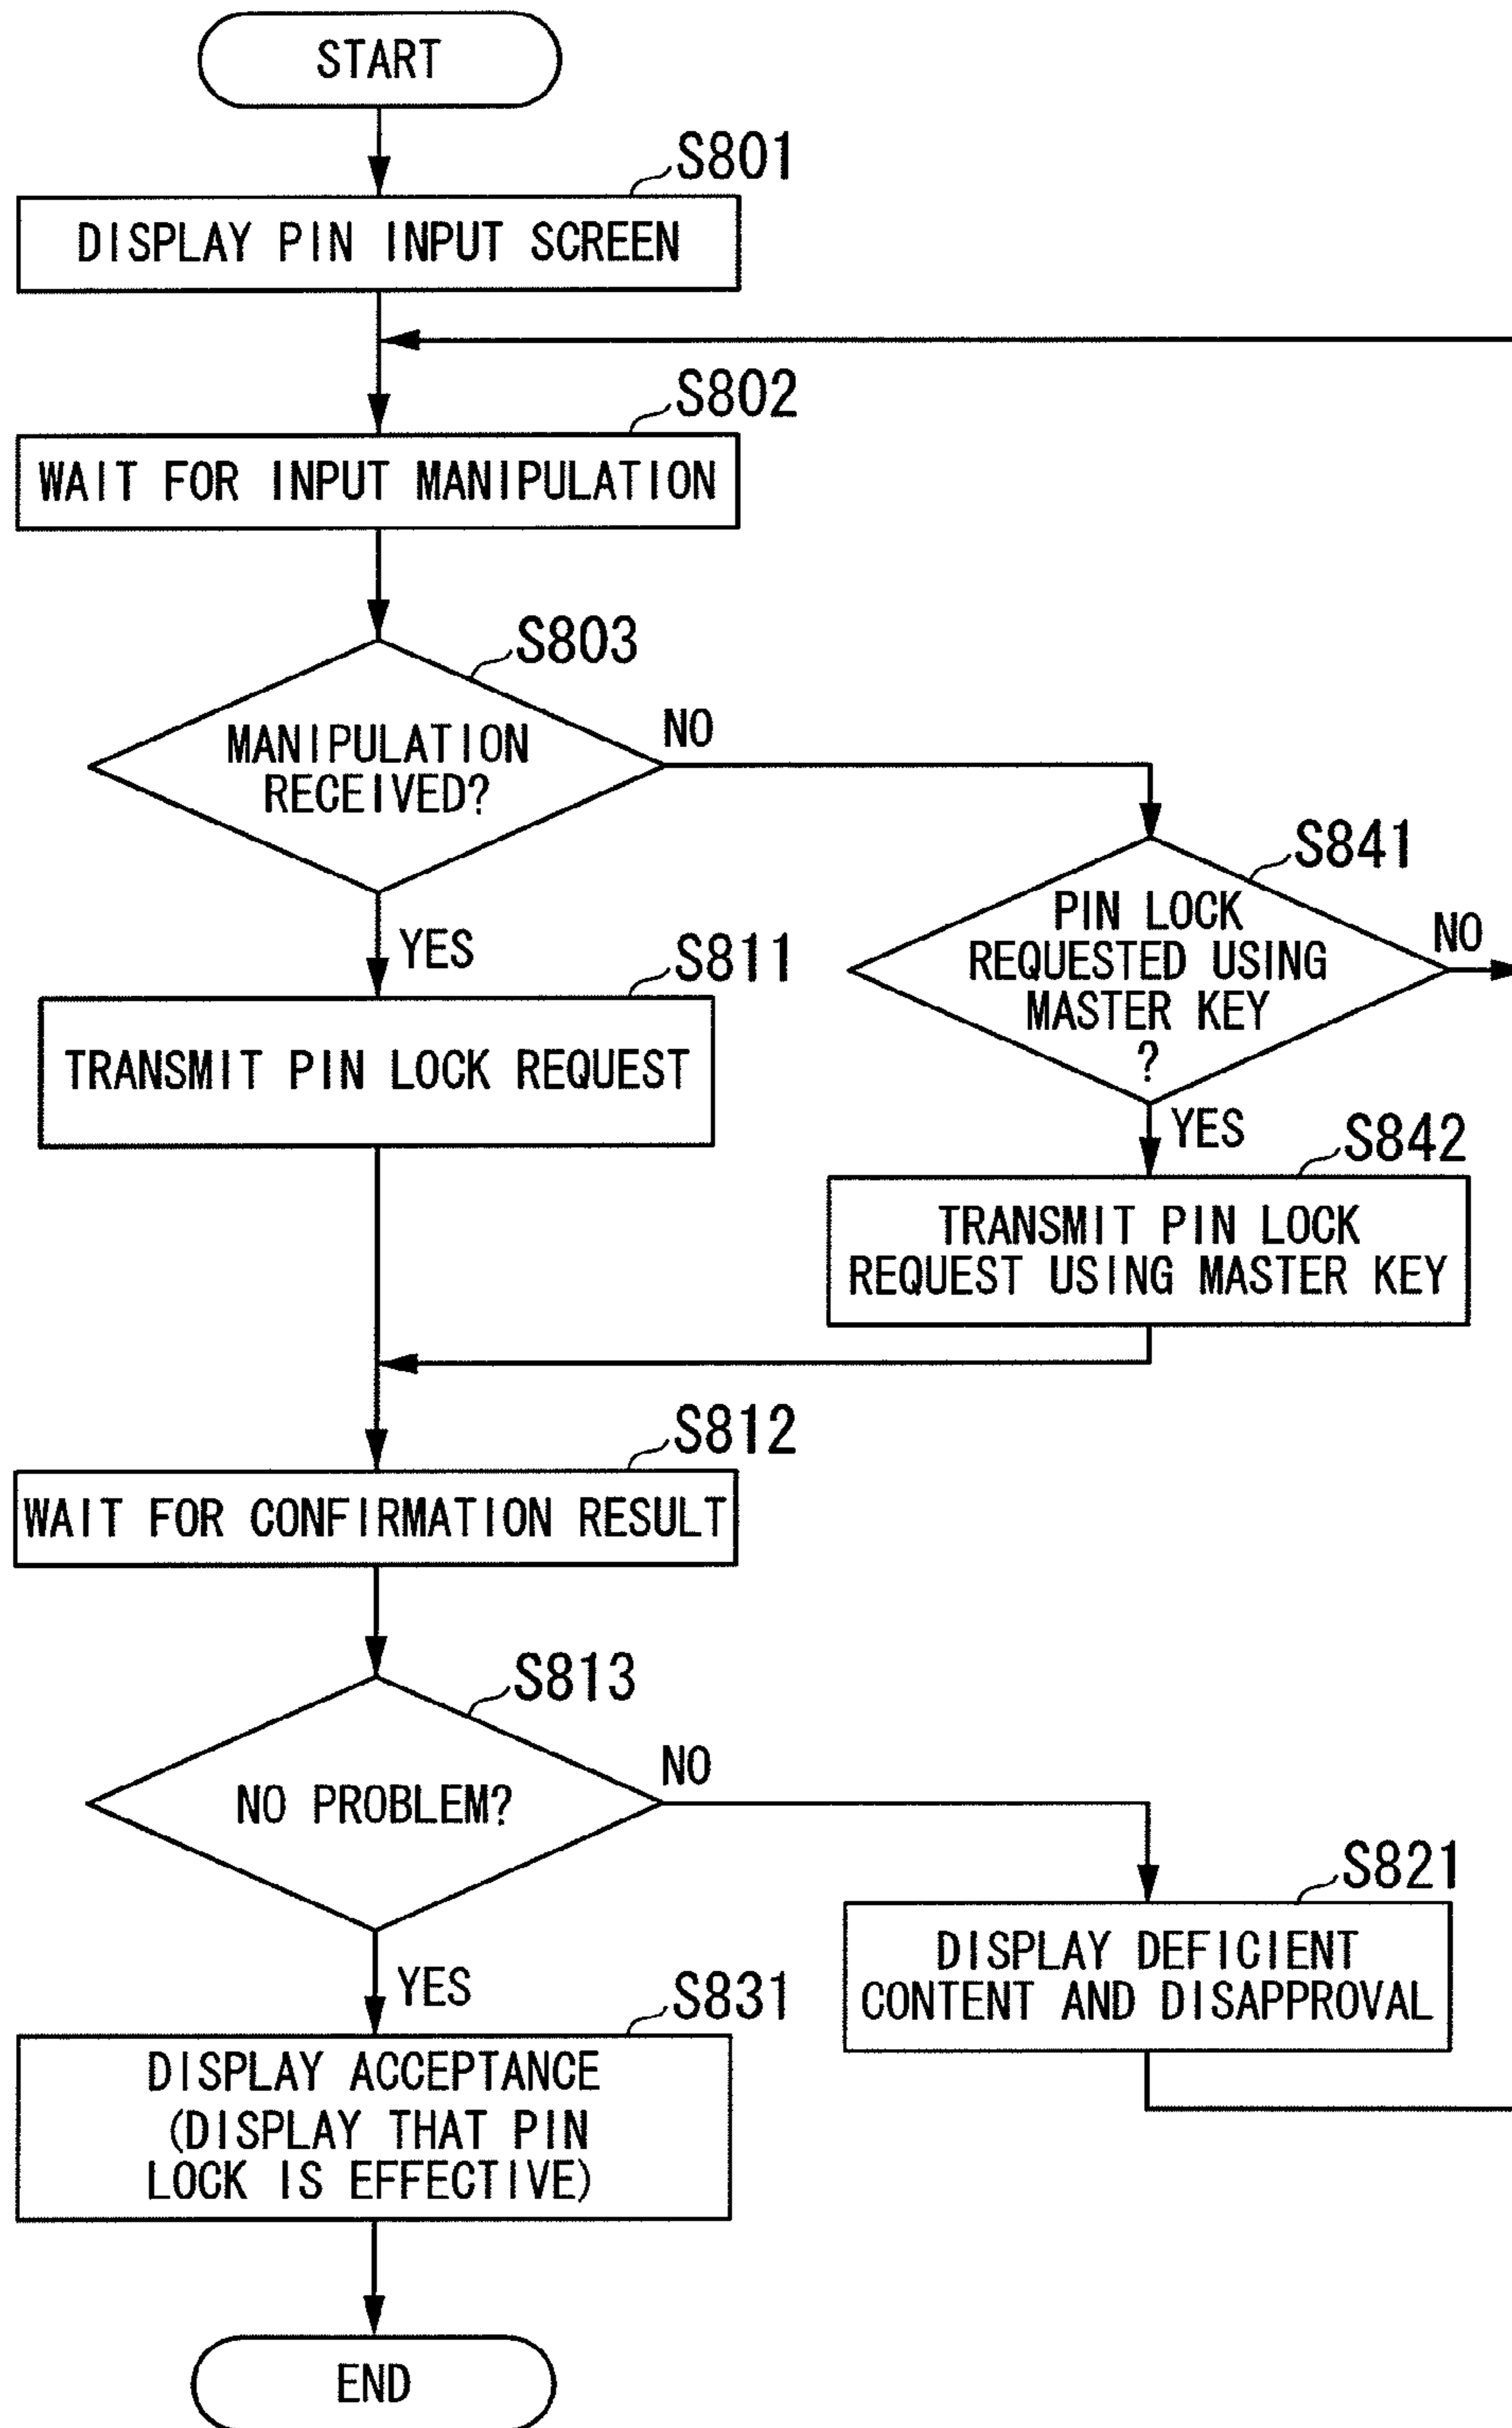 START
S801
DISPLAY PIN INPUT SCREEN
S802
WAIT FOR INPUT MANIPULATION
S803
MANIPULATION
RECEIVED?
NO
YES
S841
PIN LOCK
REQUESTED USING
MASTER KEY
?
NO
YES
S811
TRANSMIT PIN LOCK REQUEST
S842
TRANSMIT PIN LOCK
REQUEST USING MASTER KEY
S812
WAIT FOR CONFIRMATION RESULT
S813
NO PROBLEM?
NO
YES
S821
DISPLAY DEFICIENT
CONTENT AND DISAPPROVAL
S831
DISPLAY ACCEPTANCE
(DISPLAY THAT PIN
LOCK IS EFFECTIVE)
END